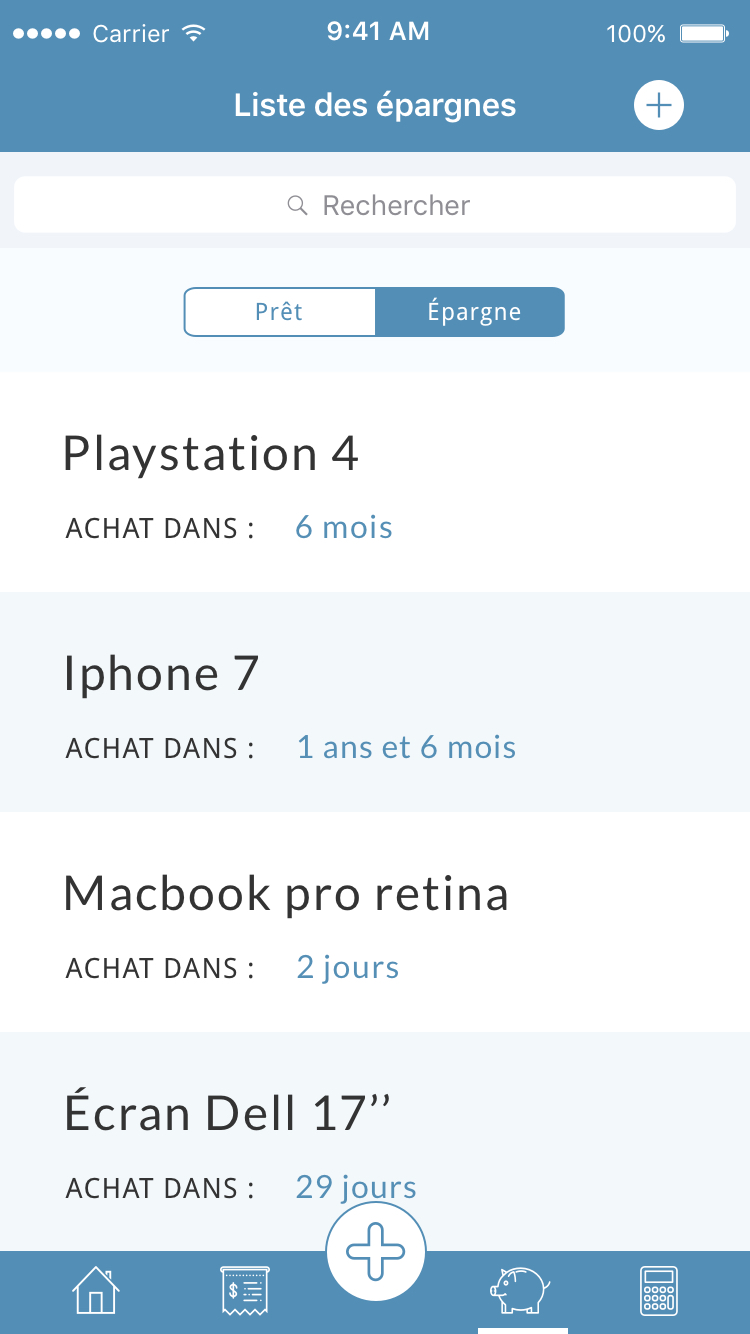 Carrier 9:41 AM 100%
Liste des épargnes
Rechercher
Prêt Épargne
Playstation 4
ACHAT DANS : 6 mois
Iphone 7
ACHAT DANS : 1 ans et 6 mois
Macbook pro retina
ACHAT DANS : 2 jours
Écran Dell 17’’
ACHAT DANS : 29 jours
$